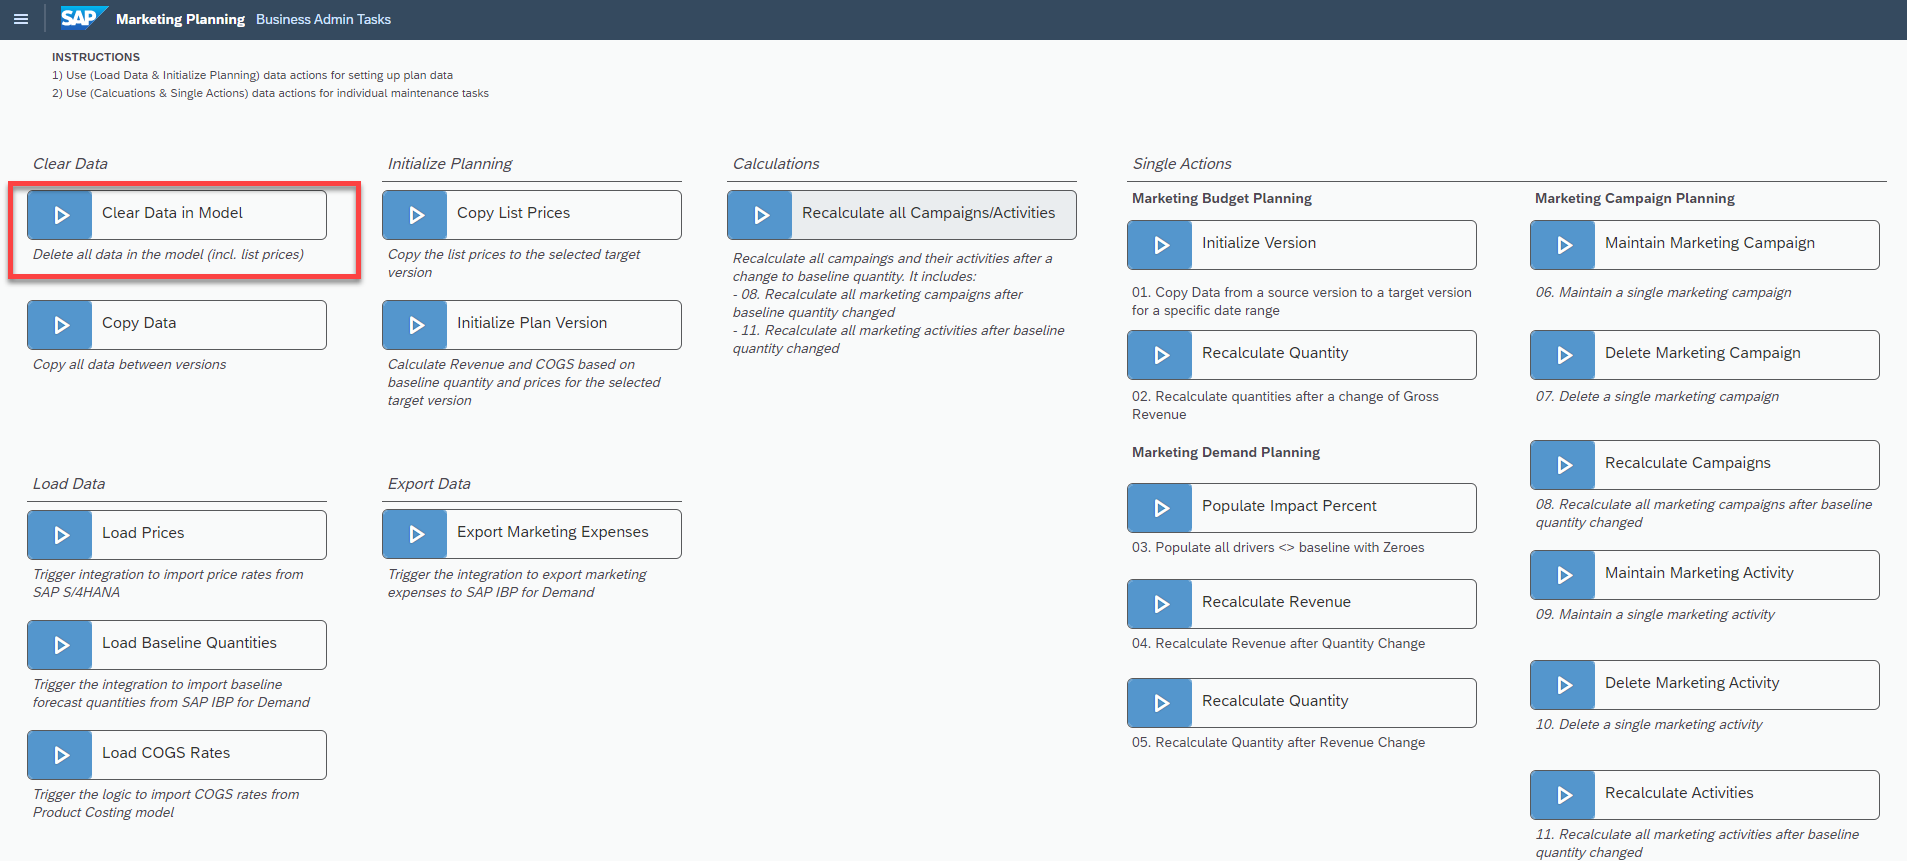 SAP Marketing Planning Business Admin Tasks
INSTRUCTIONS
1) Use (Load Data & Initialize Planning) data actions for setting up plan data
2) Use (Calcuations & Single Actions) data actions for individual maintenance tasks
Clear Data
Clear Data in Model
Delete all data in the model (incl. list prices)
Copy Data
Copy all data between versions
Load Data
Load Prices
Trigger integration to import price rates from
SAP S/4HANA
Load Baseline Quantities
Trigger the integration to import baseline
forecast quantities from SAP IBP for Demand
Load COGS Rates
Trigger the logic to import COGS rates from
Product Costing model
Initialize Planning
Copy List Prices
Copy the list prices to the selected target
version
Initialize Plan Version
Calculate Revenue and COGS based on
baseline quantity and prices for the selected
target version
Export Data
Export Marketing Expenses
Trigger the integration to export marketing
expenses to SAP IBP for Demand
Calculations
Recalculate all Campaigns/Activities
Recalculate all campaings and their activities after a
change to baseline quantity. It includes:
- 08. Recalculate all marketing campaigns after
baseline quantity changed
- 11. Recalculate all marketing activities after baseline
quantity changed
Single Actions
Marketing Budget Planning
Initialize Version
01. Copy Data from a source version to a target version
for a specific date range
Recalculate Quantity
02. Recalculate quantities after a change of Gross
Revenue
Marketing Demand Planning
Populate Impact Percent
03. Populate all drivers <> baseline with Zeroes
Recalculate Revenue
04. Recalculate Revenue after Quantity Change
Recalculate Quantity
05. Recalculate Quantity after Revenue Change
Marketing Campaign Planning
Maintain Marketing Campaign
06. Maintain a single marketing campaign
Delete Marketing Campaign
07. Delete a single marketing campaign
Recalculate Campaigns
08. Recalculate all marketing campaigns after baseline
quantity changed
Maintain Marketing Activity
09. Maintain a single marketing activity
Delete Marketing Activity
10. Delete a single marketing activity
Recalculate Activities
11. Recalculate all marketing activities after baseline
quantity changed